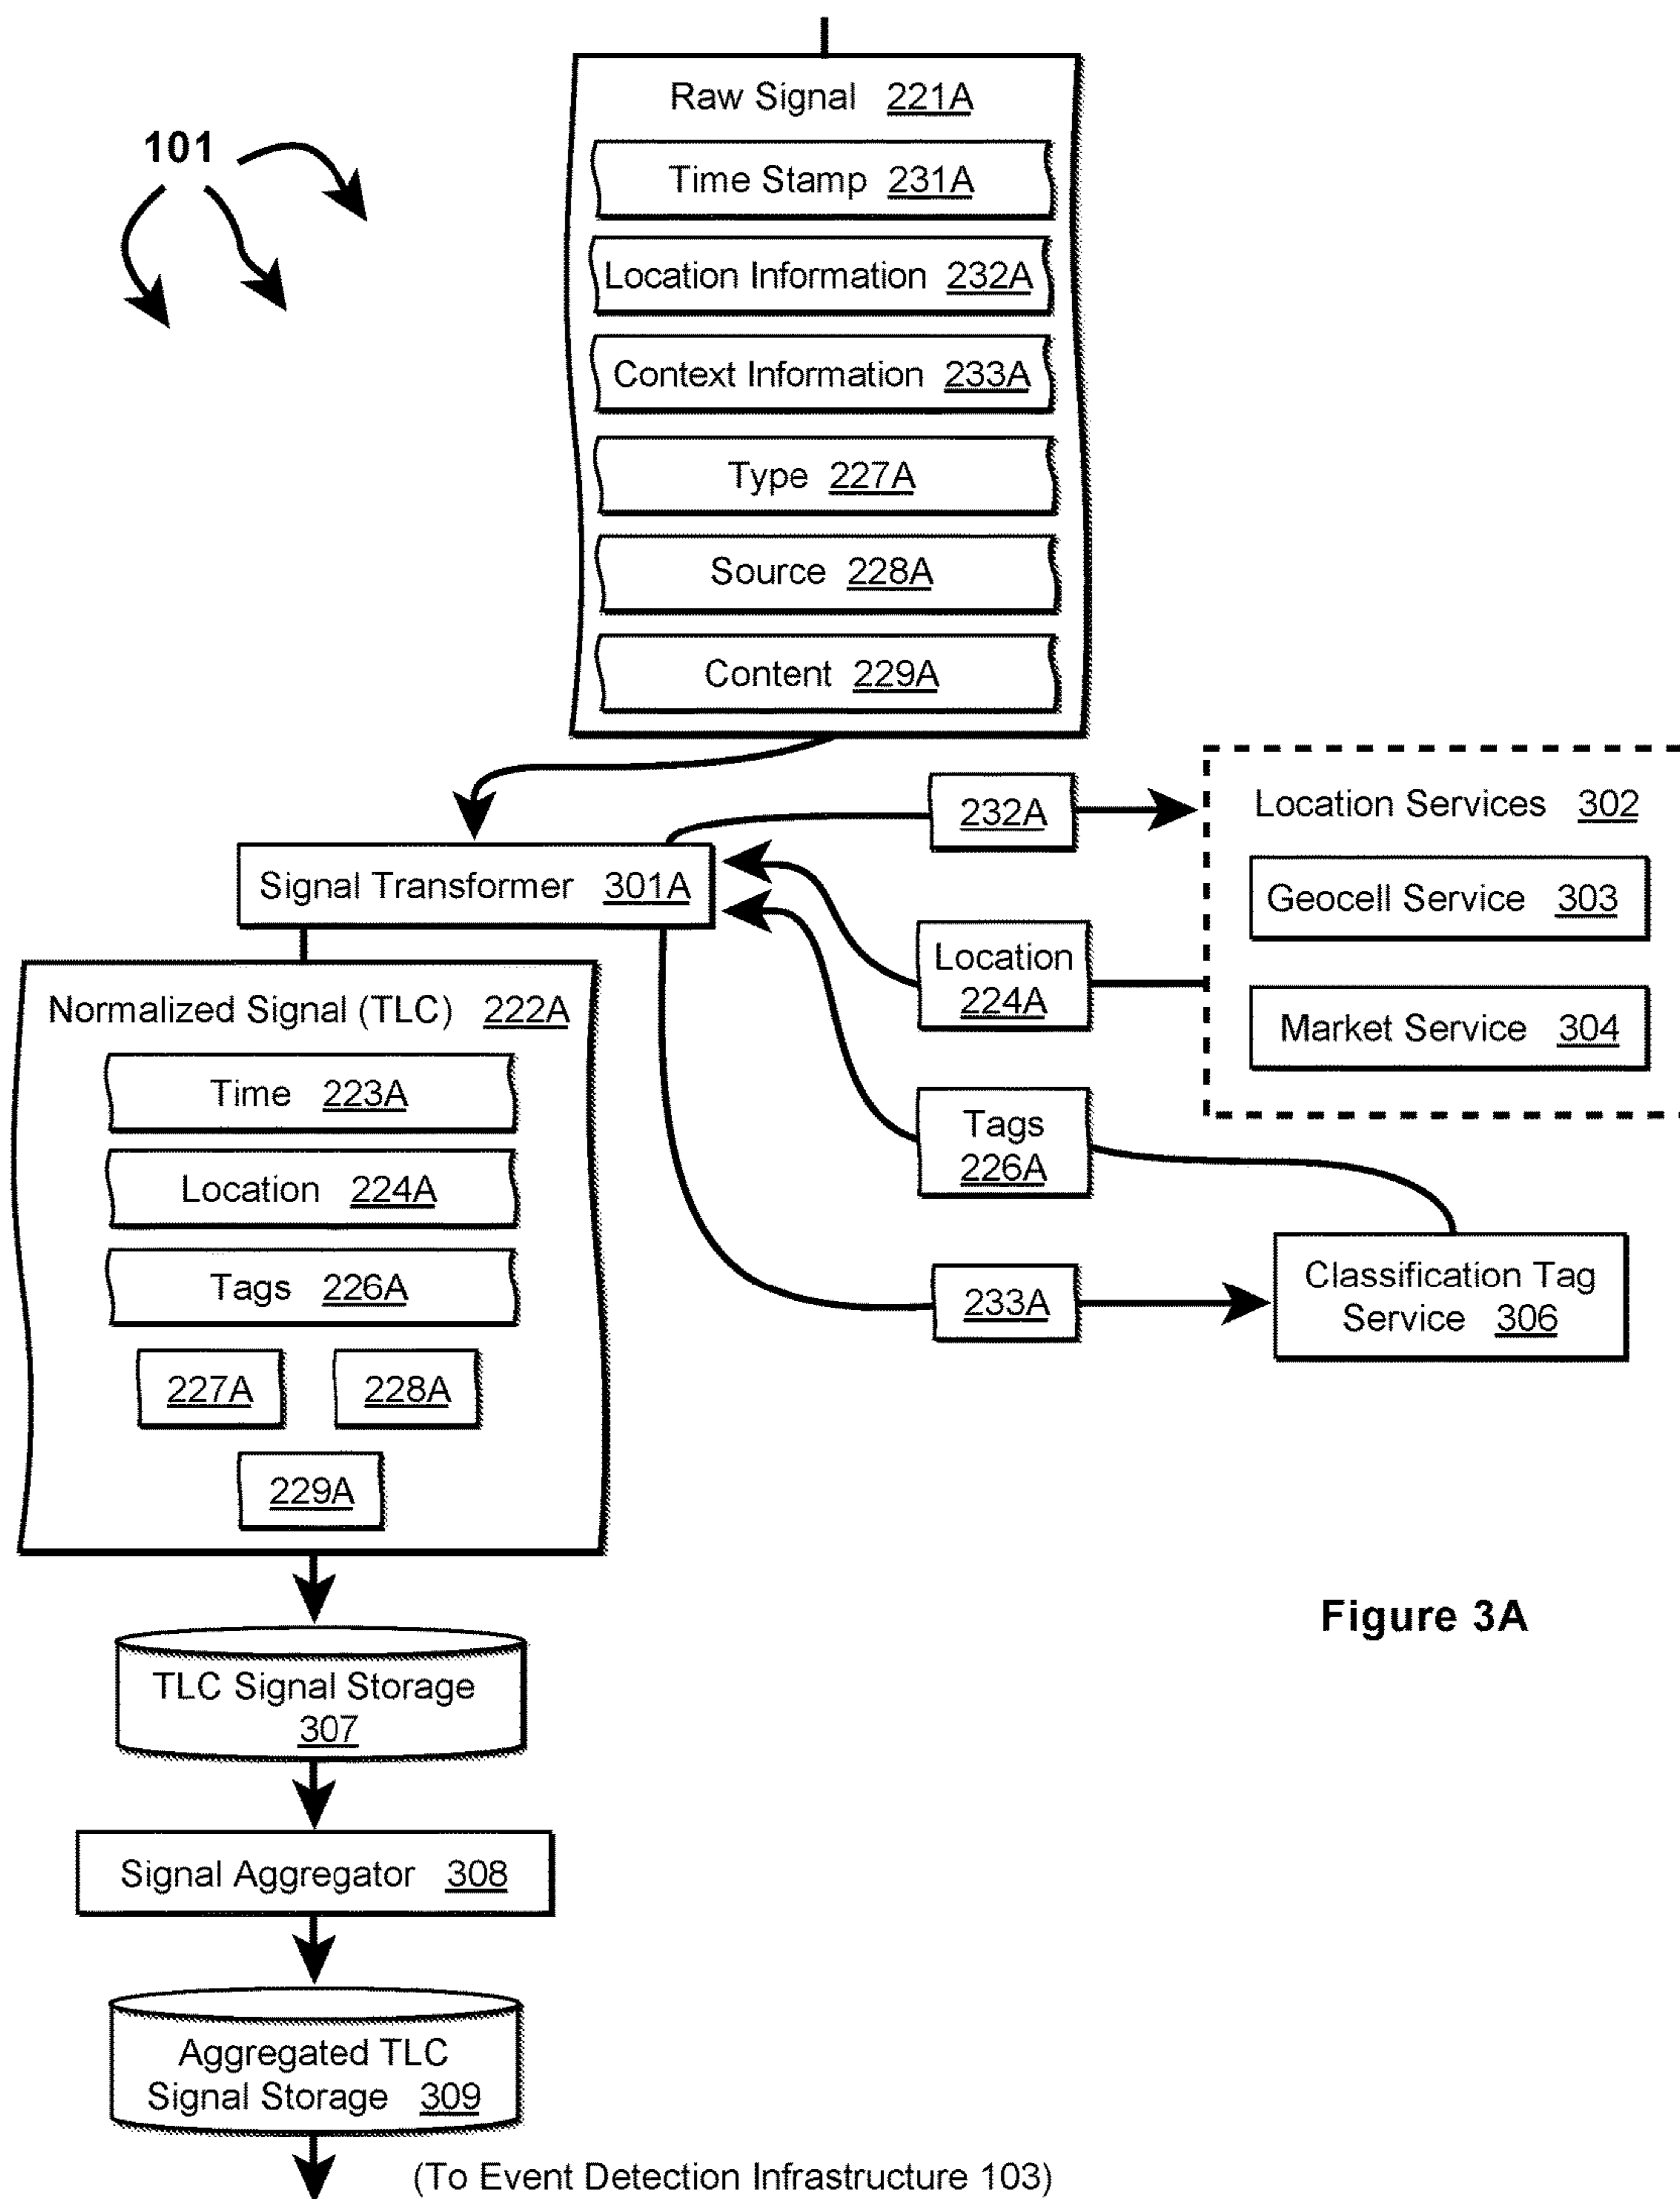 Raw Signal 221A
101
Time Stamp 231A
Location Information 232A
Context Information 233A
Type 227A
Source 228A
Content 229A
232A
Location Services 302
Signal Transformer 301A
Geocell Service 303
Location
224A
Normalized Signal (TLC) 222A
Market Service 304
Time 223A
Tags
226A
Location 224A
Tags 226A
233A
Classification Tag
Service 306
227A
228A
229A
Figure 3A
TLC Signal Storage
307
Signal Aggregator 308
Aggregated TLC
Signal Storage 309
(To Event Detection Infrastructure 103)